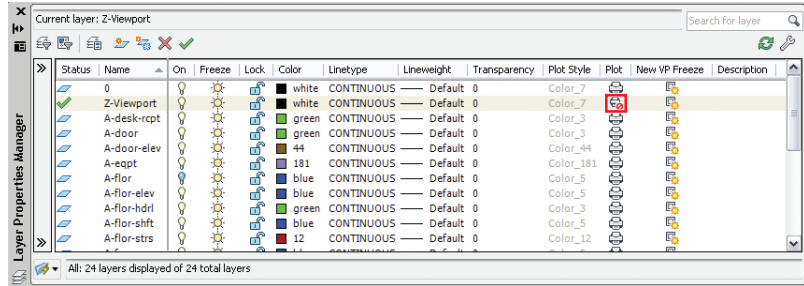 Current layer: Z-Viewport
Search for layer
Status Name On Freeze Lock Color Linetype Lineweight Transparency Plot Style Plot New VP Freeze Description
0 white CONTINUOUS Default 0 Color_7
Z-Viewport white CONTINUOUS Default 0 Color_7
A-desk-rcpt green CONTINUOUS Default 0 Color_3
A-door green CONTINUOUS Default 0 Color_3
A-door-elev 44 CONTINUOUS Default 0 Color_44
A-eqpt 181 CONTINUOUS Default 0 Color_181
A-flor blue CONTINUOUS Default 0 Color_5
A-flor-elev blue CONTINUOUS Default 0 Color_5
A-flor-hdrl green CONTINUOUS Default 0 Color_3
A-flor-shft blue CONTINUOUS Default 0 Color_5
A-flor-strs 12 CONTINUOUS Default 0 Color_12
All: 24 layers displayed of 24 total layers
Layer Properties Manager